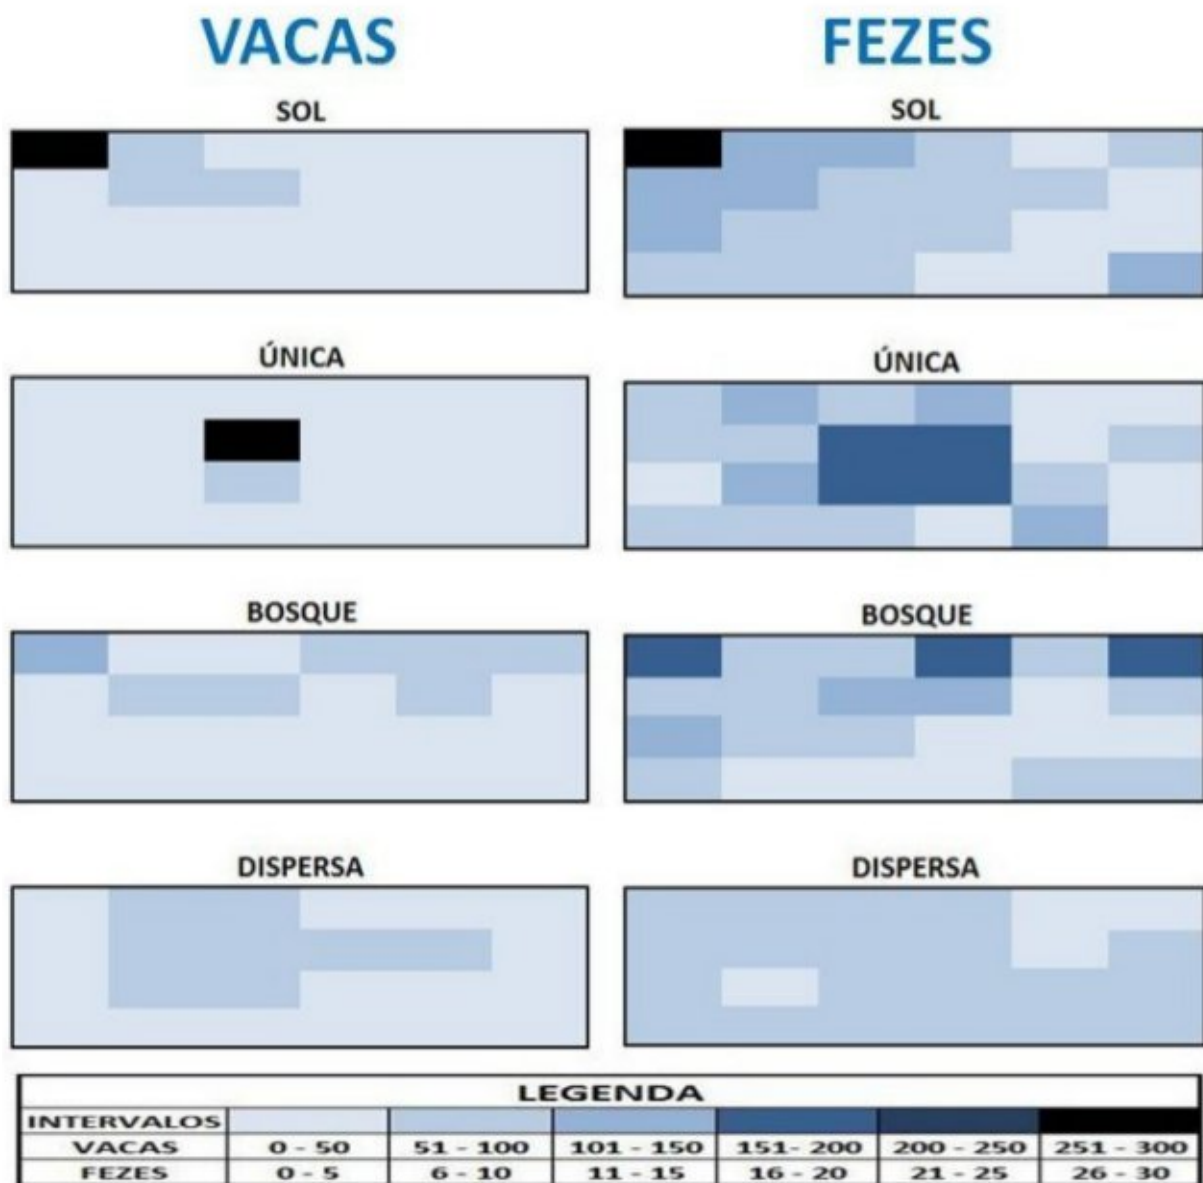 VACAS FEZES
SOL SOL
ÚNICA ÚNICA
BOSQUE BOSQUE
DISPERSA DISPERSA
LEGENDA
INTERVALOS
VACAS 0 - 50 51 - 100 101 - 150 151- 200 200 - 250 251 - 300
FEZES 0 - 5 6 - 10 11 - 15 16 - 20 21 - 25 26 - 30